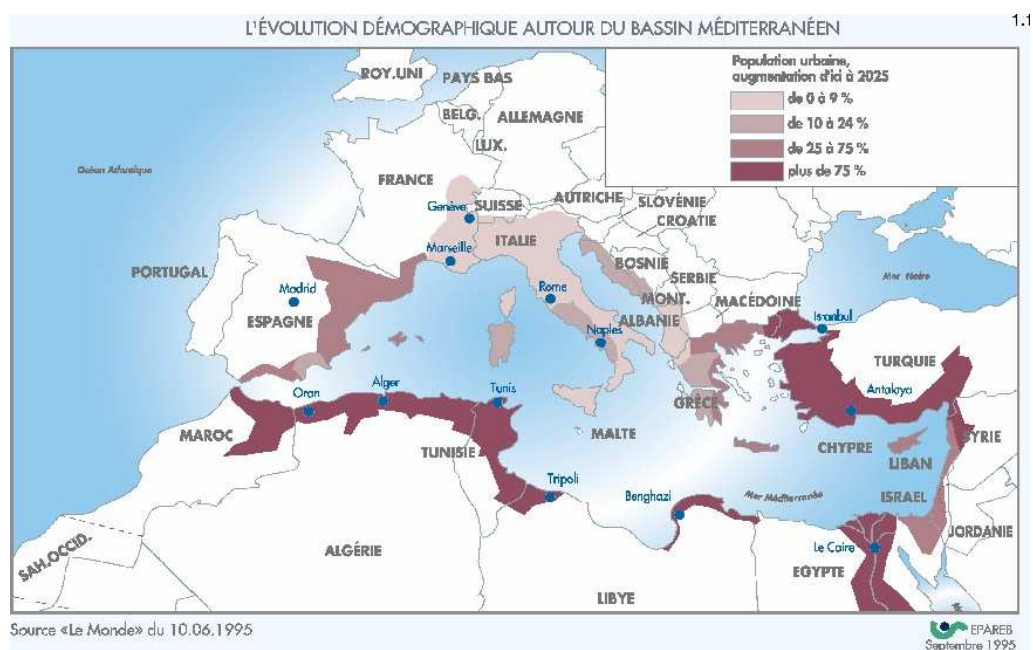 L'ÉVOLUTION DÉMOGRAPHIQUE AUTOUR DU BASSIN MÉDITERRANÉEN
1.1
Population urbaine,
augmentation d'ici à 2025
de 0 à 9 %
de 10 à 24 %
de 25 à 75 %
plus de 75 %
ROY.UNI
PAYS BAS
BELG.
ALLEMAGNE
LUX.
Océan Atlantique
FRANCE
AUTRICHE
SLOVÉNIE
CROATIE
Genève
SUISSE
ITALIE
Marseille
BOSNIE
PORTUGAL
SERBIE
Mer Noire
Madrid
Rome
MONT.
MACÉDOINE
ESPAGNE
ALBANIE
Istanbul
Naples
TURQUIE
Oran
Alger
Tunis
GRÈCE
Antalaya
MAROC
MALTE
TUNISIE
CHYPRE
SYRIE
LIBAN
Tripoli
Benghazi
Mer Méditerranée
ISRAEL
JORDANIE
ALGÉRIE
Le Caire
SAH.OCCID.
EGYPTE
LIBYE
Source «Le Monde» du 10.06.1995
EPAREB
Septembre 1995